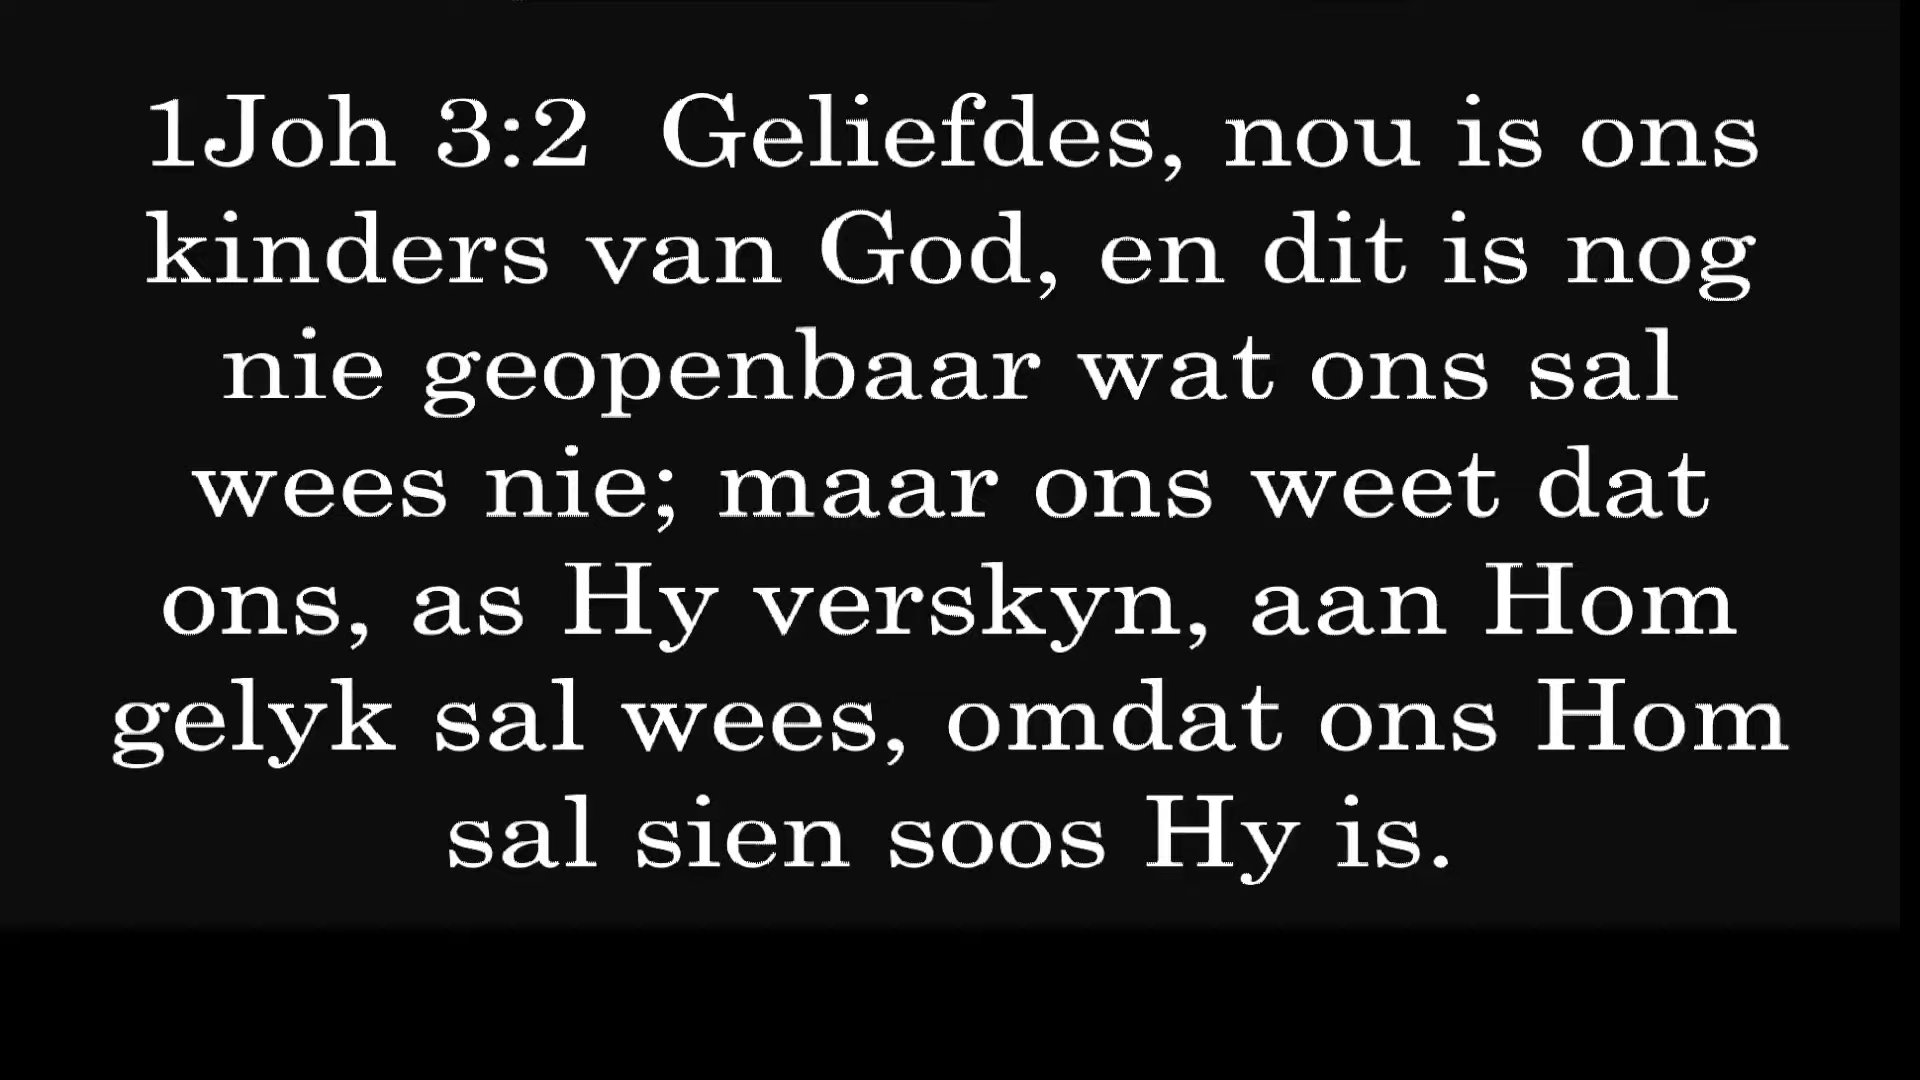 1Joh 3:2  Geliefdes, nou is ons
kinders van God, en dit is nog
nie geopenbaar wat ons sal
wees nie; maar ons weet dat
ons, as Hy verskyn, aan Hom
gelyk sal wees, omdat ons Hom
sal sien soos Hy is.